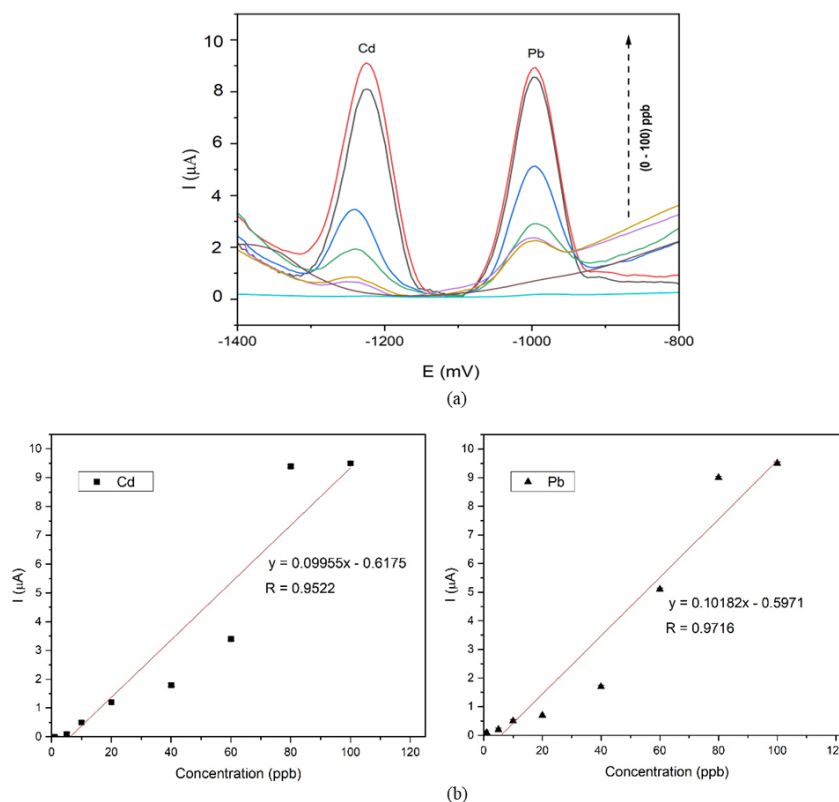 Cd
Pb
(0 - 100) ppb
I (μA)
10
8
6
4
2
0
-1400
-1200
-1000
-800
E (mV)
(a)
10
9
8
7
6
5
4
3
2
1
0
I (μA)
Cd
y = 0.09955x - 0.6175
R = 0.9522
0
20
40
60
80
100
120
Concentration (ppb)
10
9
8
7
6
5
4
3
2
1
0
I (μA)
Pb
y = 0.10182x - 0.5971
R = 0.9716
0
20
40
60
80
100
120
Concentration (ppb)
(b)